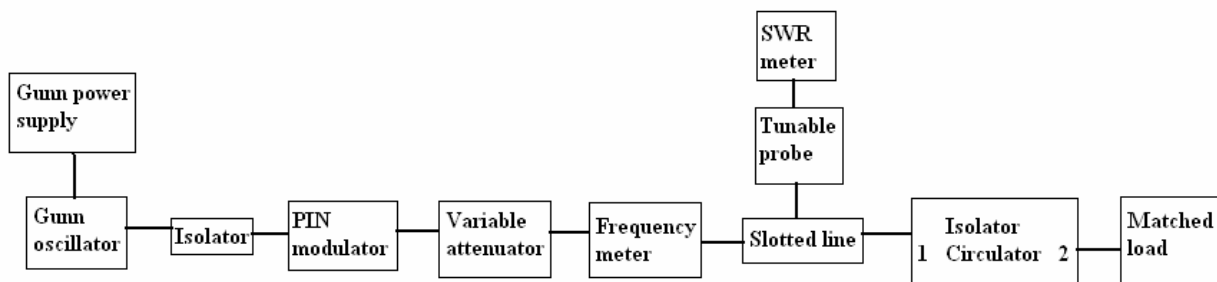 SWR
meter
Gunn power
supply
Tunable
probe
Gunn
oscillator
Isolator
PIN
modulator
Variable
attenuator
Frequency
meter
Slotted line
Isolator
1 Circulator 2
Matched
load